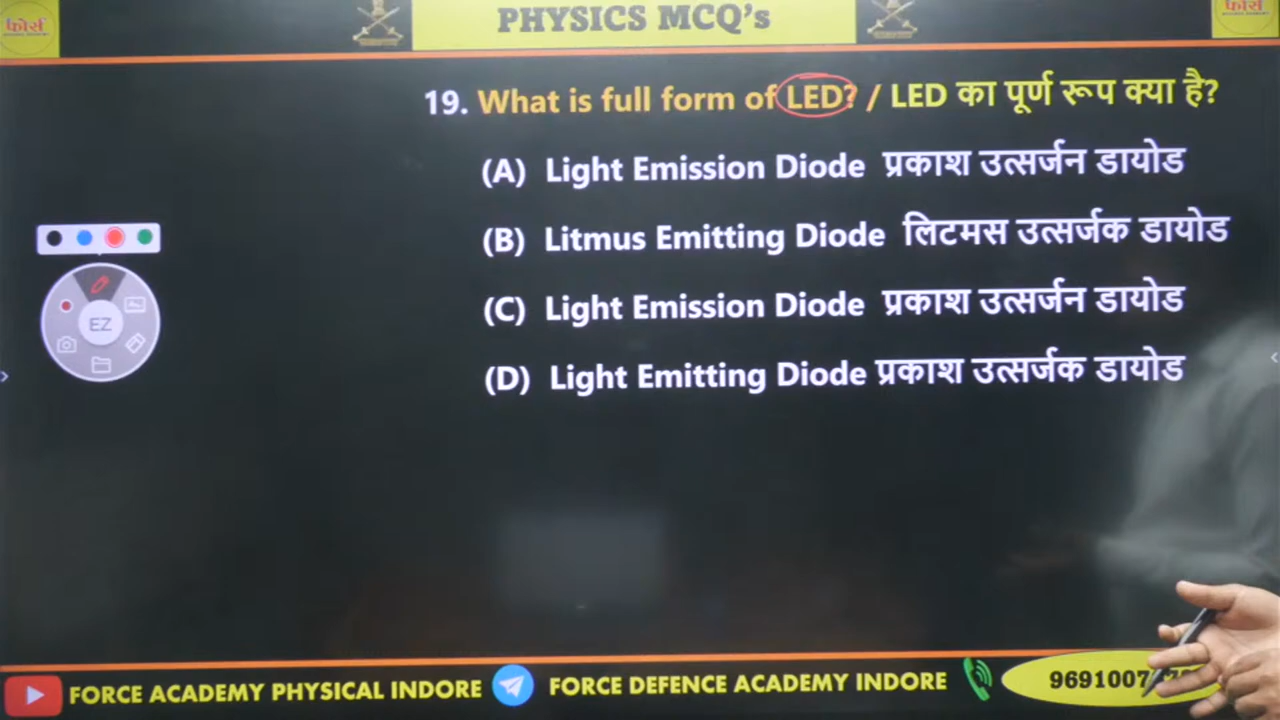 फोर्स
PHYSICS MCQ's
फोर्स
19. What is full form of LED? / LED का पूर्ण रूप क्या है?
(A) Light Emission Diode प्रकाश उत्सर्जन डायोड
(B) Litmus Emitting Diode लिटमस उत्सर्जक डायोड
(C) Light Emission Diode प्रकाश उत्सर्जन डायोड
(D) Light Emitting Diode प्रकाश उत्सर्जक डायोड
EZ
FORCE ACADEMY PHYSICAL INDORE
FORCE DEFENCE ACADEMY INDORE